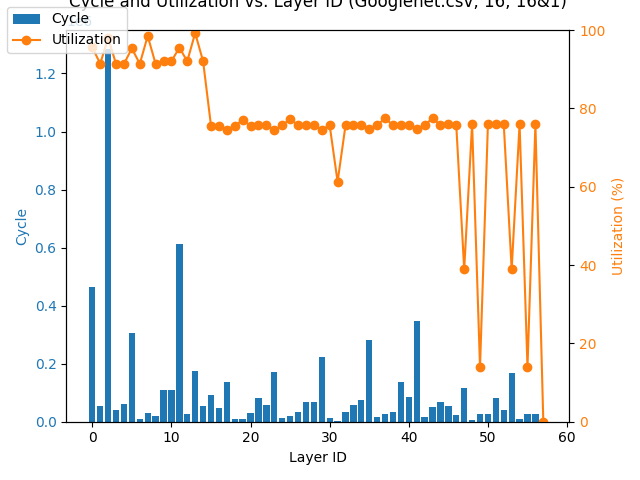 Cycle and Utilization vs. Layer ID (Googlenet.csv, 16, 16&1)
Cycle
Utilization
1.2
1.0
0.8
0.6
0.4
0.2
0.0
Cycle
100
80
60
40
20
0
Utilization (%)
0 10 20 30 40 50 60
Layer ID